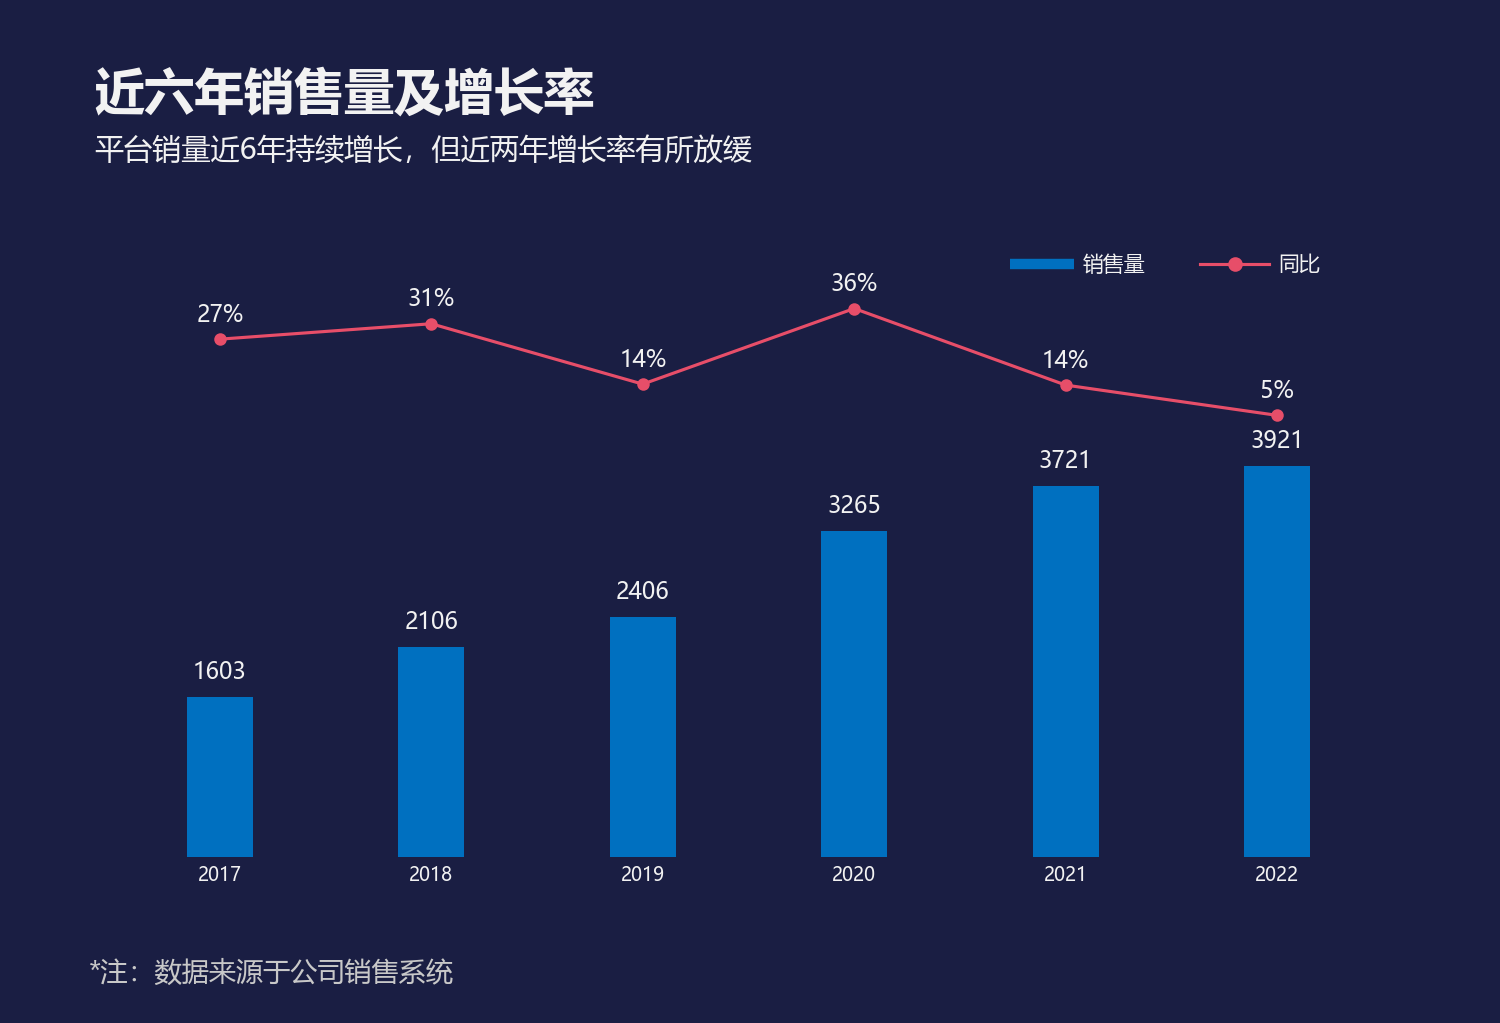 近六年销售量及增长率
平台销量近6年持续增长，但近两年增长率有所放缓
销售量 同比
27% 31% 14% 36% 14% 5%
1603 2106 2406 3265 3721 3921
2017 2018 2019 2020 2021 2022
*注：数据来源于公司销售系统